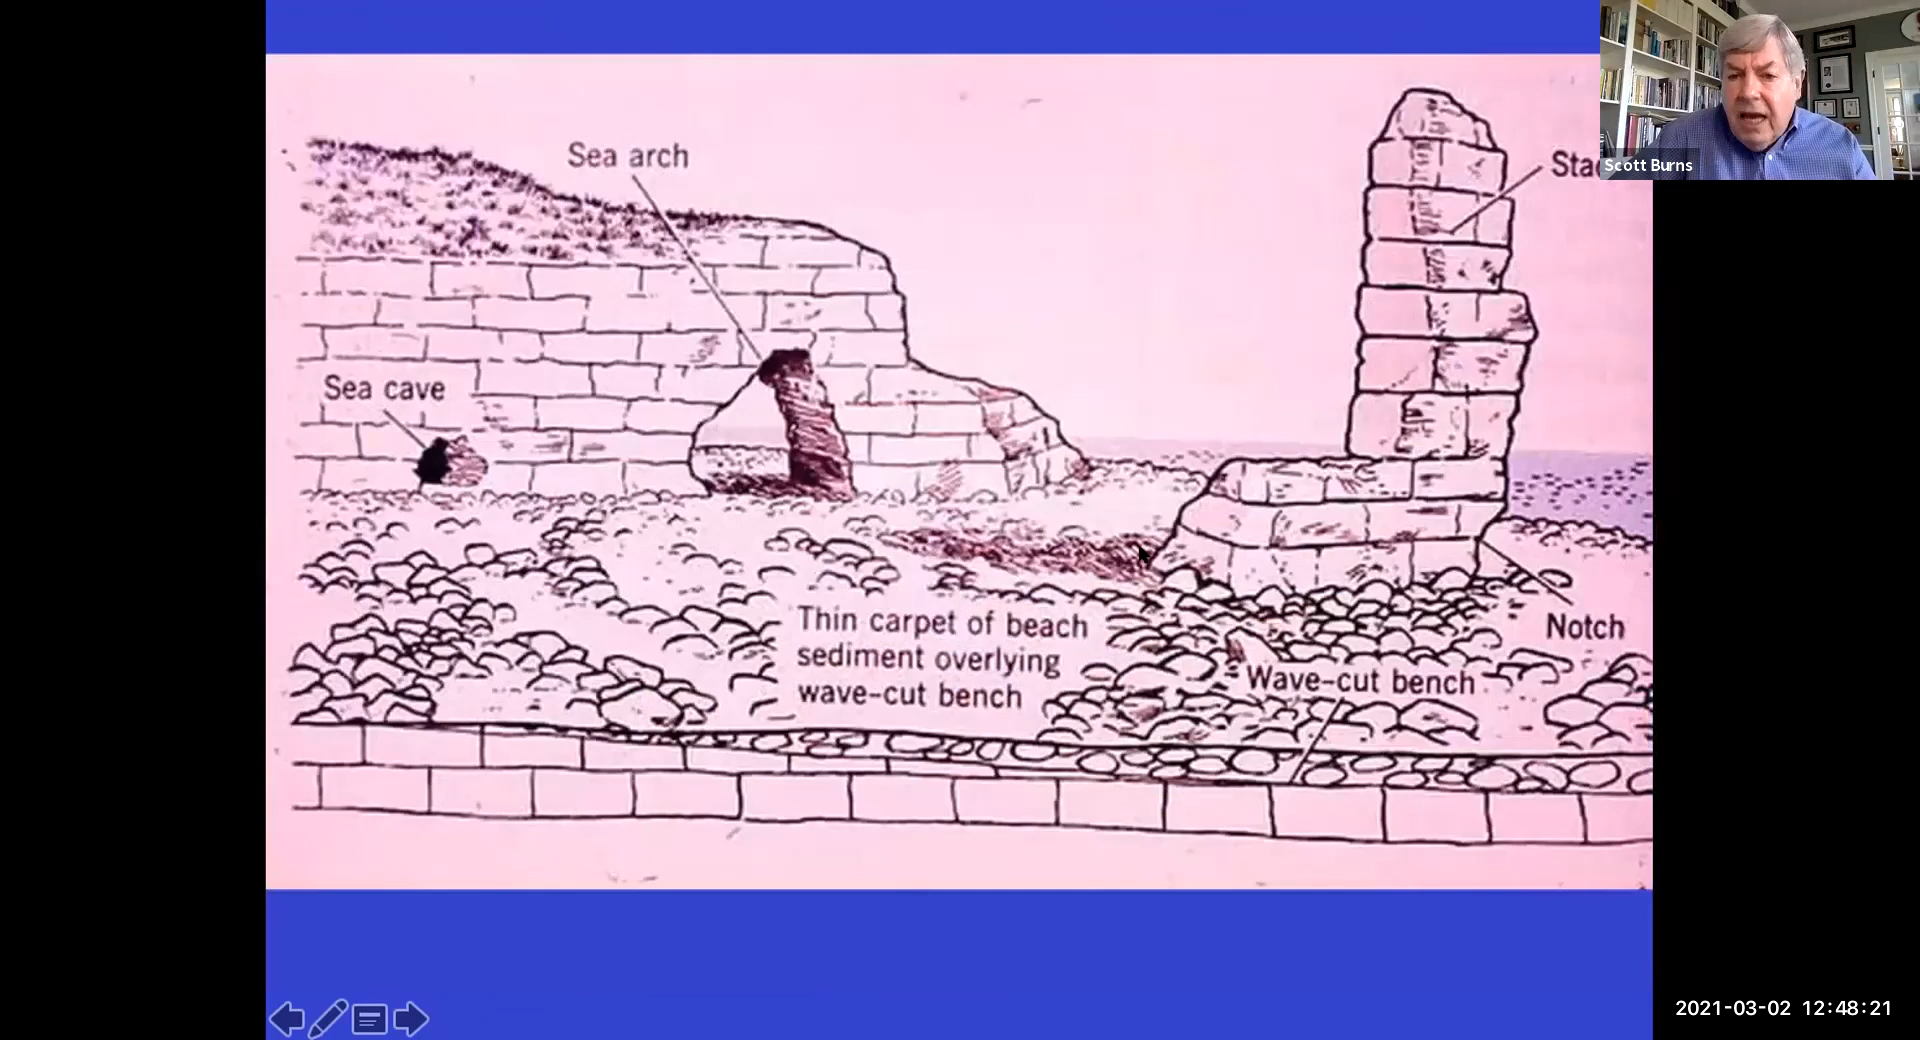 Sea arch
Scott Burns
Sea cave
Thin carpet of beach
sediment overlying
wave-cut bench
Notch
Wave-cut bench
2021-03-02 12:48:21